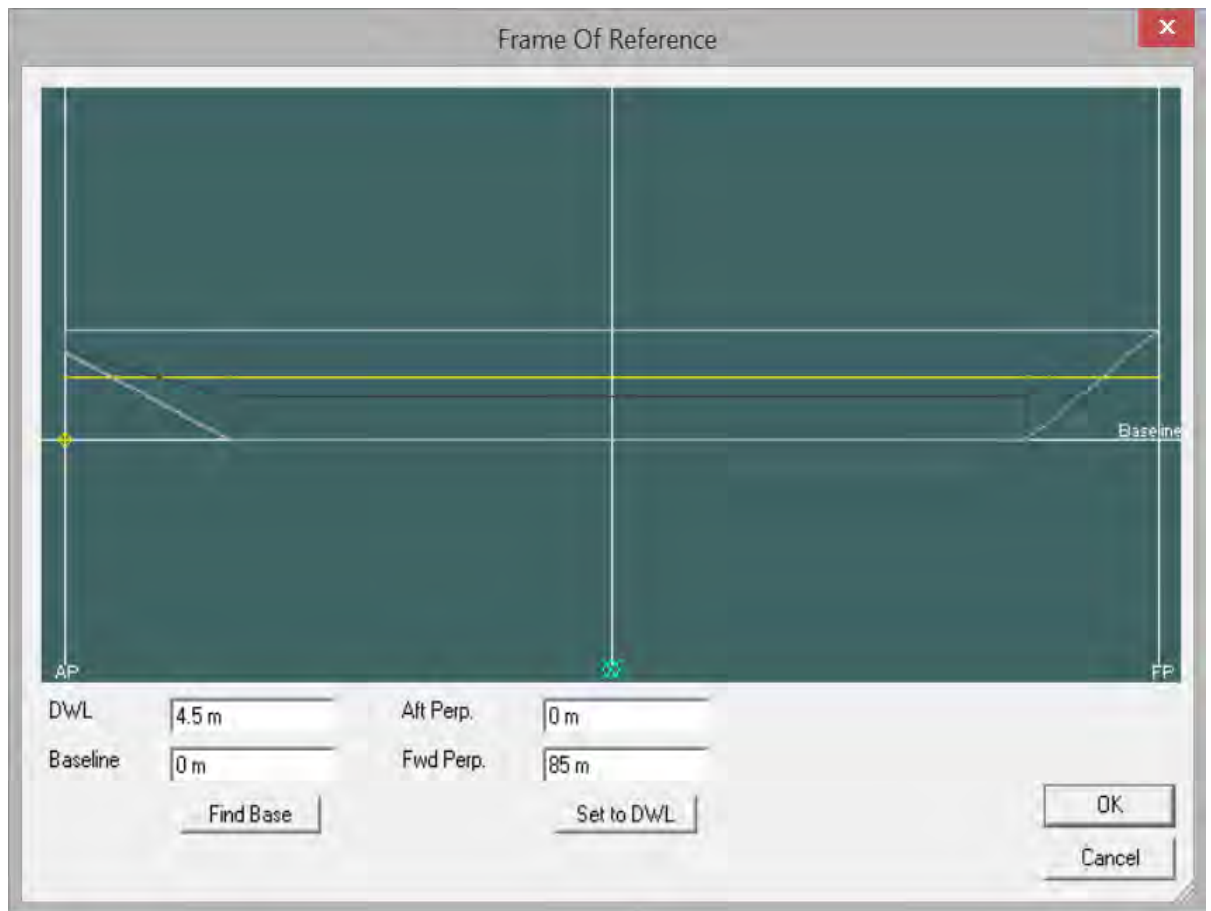 Frame Of Reference
x
Baseline
AP
FP
DWL
4.5 m
Aft Perp.
0 m
Baseline
0 m
Fwd Perp.
85 m
Find Base
Set to DWL
OK
Cancel